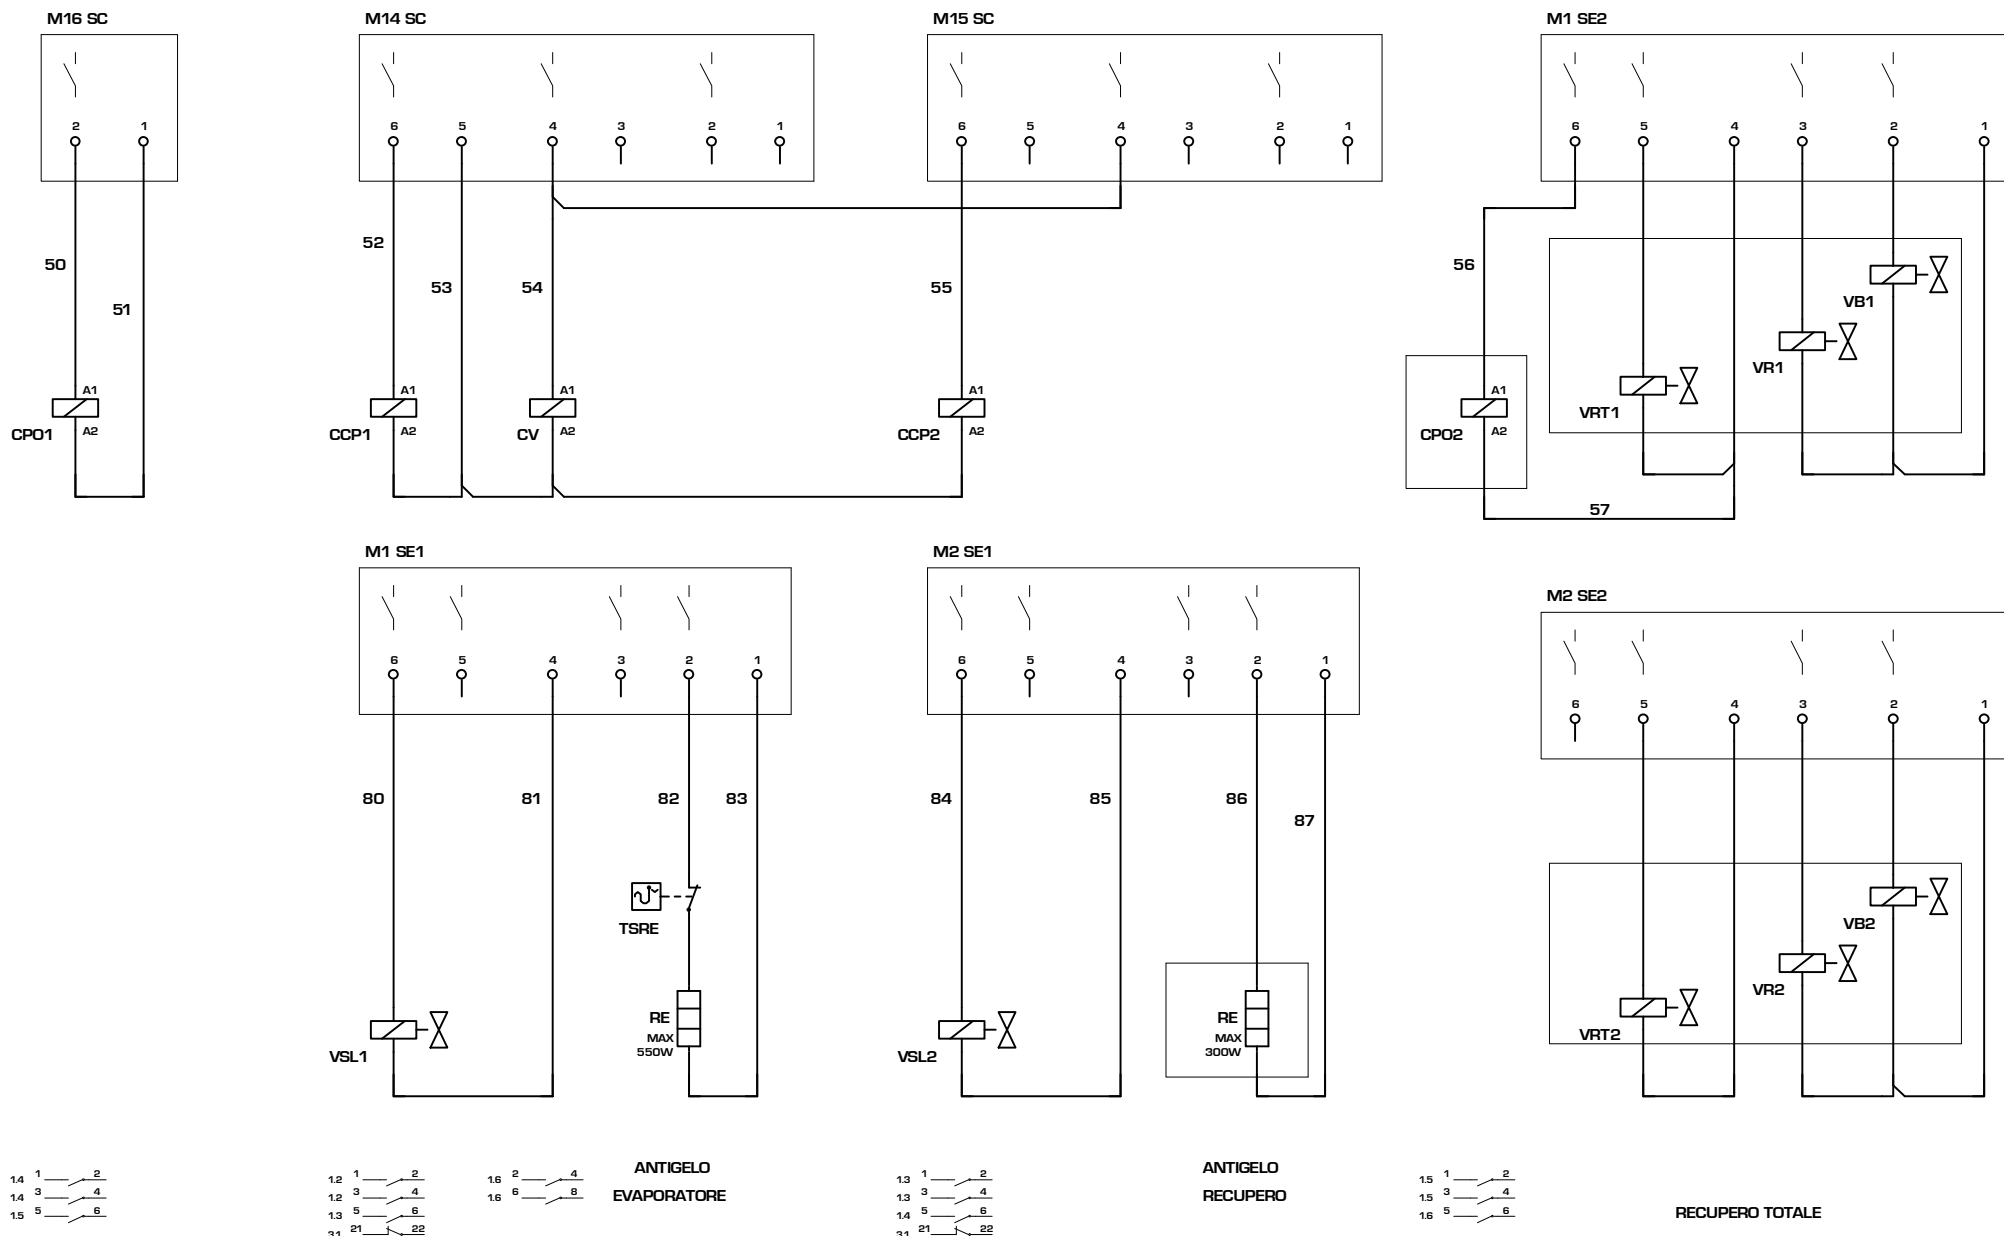 M16 SC M14 SC M15 SC M1 SE2
2 1 6 5 4 3 2 1 6 5 4 3 2 1 6 5 4 3 2 1
52
50 53 54 55 56
51
VB1
VR1
A1 A1 A1 A1 A1
VRT1
CPO1 A2 CCP1 A2 CV A2 CCP2 A2 CPO2 A2
57
M1 SE1 M2 SE1
M2 SE2
6 5 4 3 2 1 6 5 4 3 2 1
6 5 4 3 2 1
80 81 82 83 84 85 86
87
TSRE
VB2
VR2
RE RE
VRT2
MAX MAX
550W 300W
VSL1 VSL2
ANTIGELO ANTIGELO
1.4 1 2 1.2 1 2 1.6 2 4 1.3 1 2 1.5 1 2
1.4 3 4 1.2 3 4 1.6 6 8 EVAPORATORE 1.3 3 4 RECUPERO 1.5 3 4
1.5 5 6 1.3 5 6 1.4 5 6 1.6 5 6 RECUPERO TOTALE
3.1 21 22 3.1 21 22